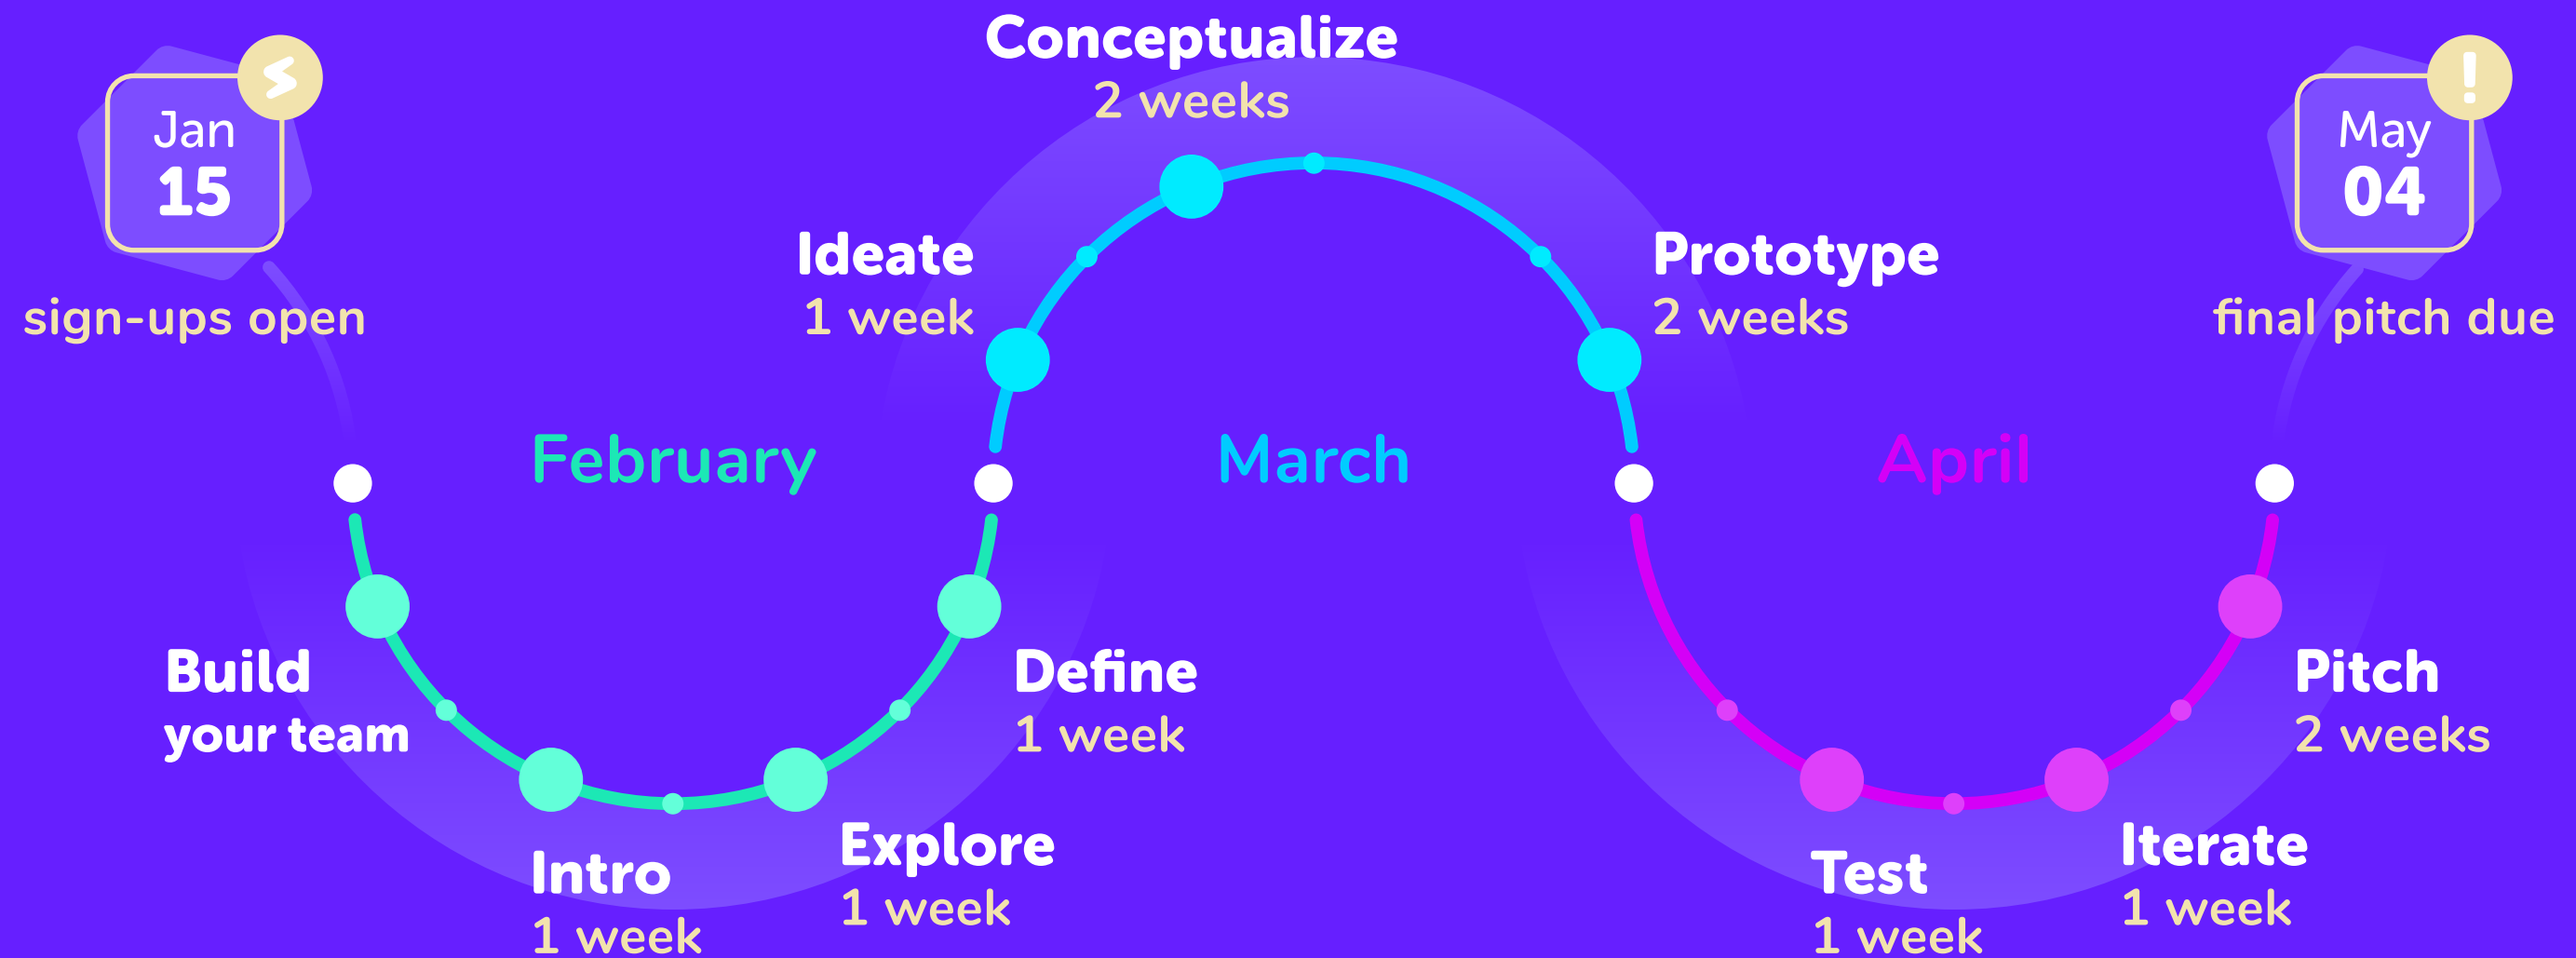 Jan
15
sign-ups open
February
Build
your team
Intro
1 week
Explore
1 week
Define
1 week
March
Ideate
1 week
Conceptualize
2 weeks
Prototype
2 weeks
April
Test
1 week
Iterate
1 week
Pitch
2 weeks
!
May
04
final pitch due